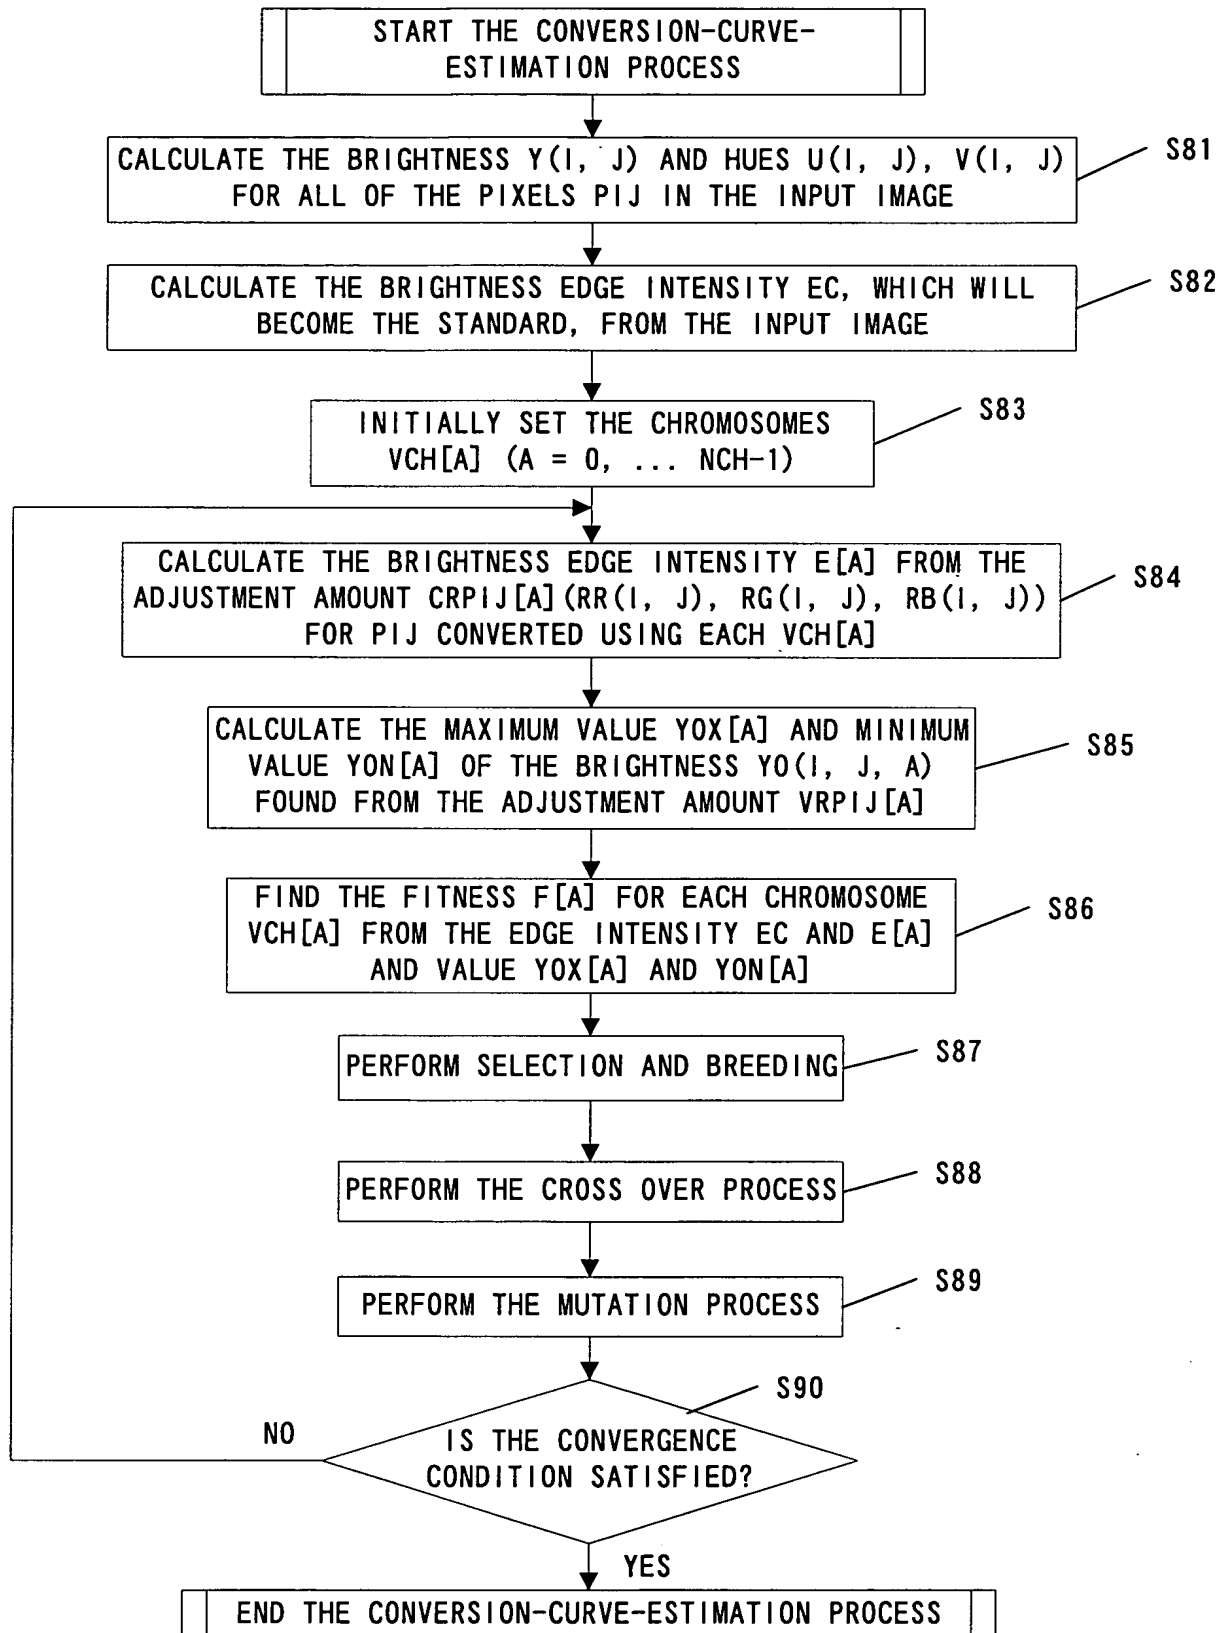 START THE CONVERSION-CURVE-
ESTIMATION PROCESS
CALCULATE THE BRIGHTNESS Y(I, J) AND HUES U(I, J), V(I, J)
FOR ALL OF THE PIXELS PIJ IN THE INPUT IMAGE
S81
CALCULATE THE BRIGHTNESS EDGE INTENSITY EC, WHICH WILL
BECOME THE STANDARD, FROM THE INPUT IMAGE
S82
INITIALLY SET THE CHROMOSOMES
VCH[A] (A = 0, ... NCH-1)
S83
CALCULATE THE BRIGHTNESS EDGE INTENSITY E[A] FROM THE
ADJUSTMENT AMOUNT CRPIJ[A](RR(I, J), RG(I, J), RB(I, J))
FOR PIJ CONVERTED USING EACH VCH[A]
S84
CALCULATE THE MAXIMUM VALUE YOX[A] AND MINIMUM
VALUE YON[A] OF THE BRIGHTNESS YO(I, J, A)
FOUND FROM THE ADJUSTMENT AMOUNT VRPIJ[A]
S85
FIND THE FITNESS F[A] FOR EACH CHROMOSOME
VCH[A] FROM THE EDGE INTENSITY EC AND E[A]
AND VALUE YOX[A] AND YON[A]
S86
PERFORM SELECTION AND BREEDING
S87
PERFORM THE CROSS OVER PROCESS
S88
PERFORM THE MUTATION PROCESS
S89
IS THE CONVERGENCE
CONDITION SATISFIED?
S90
NO
YES
END THE CONVERSION-CURVE-ESTIMATION PROCESS